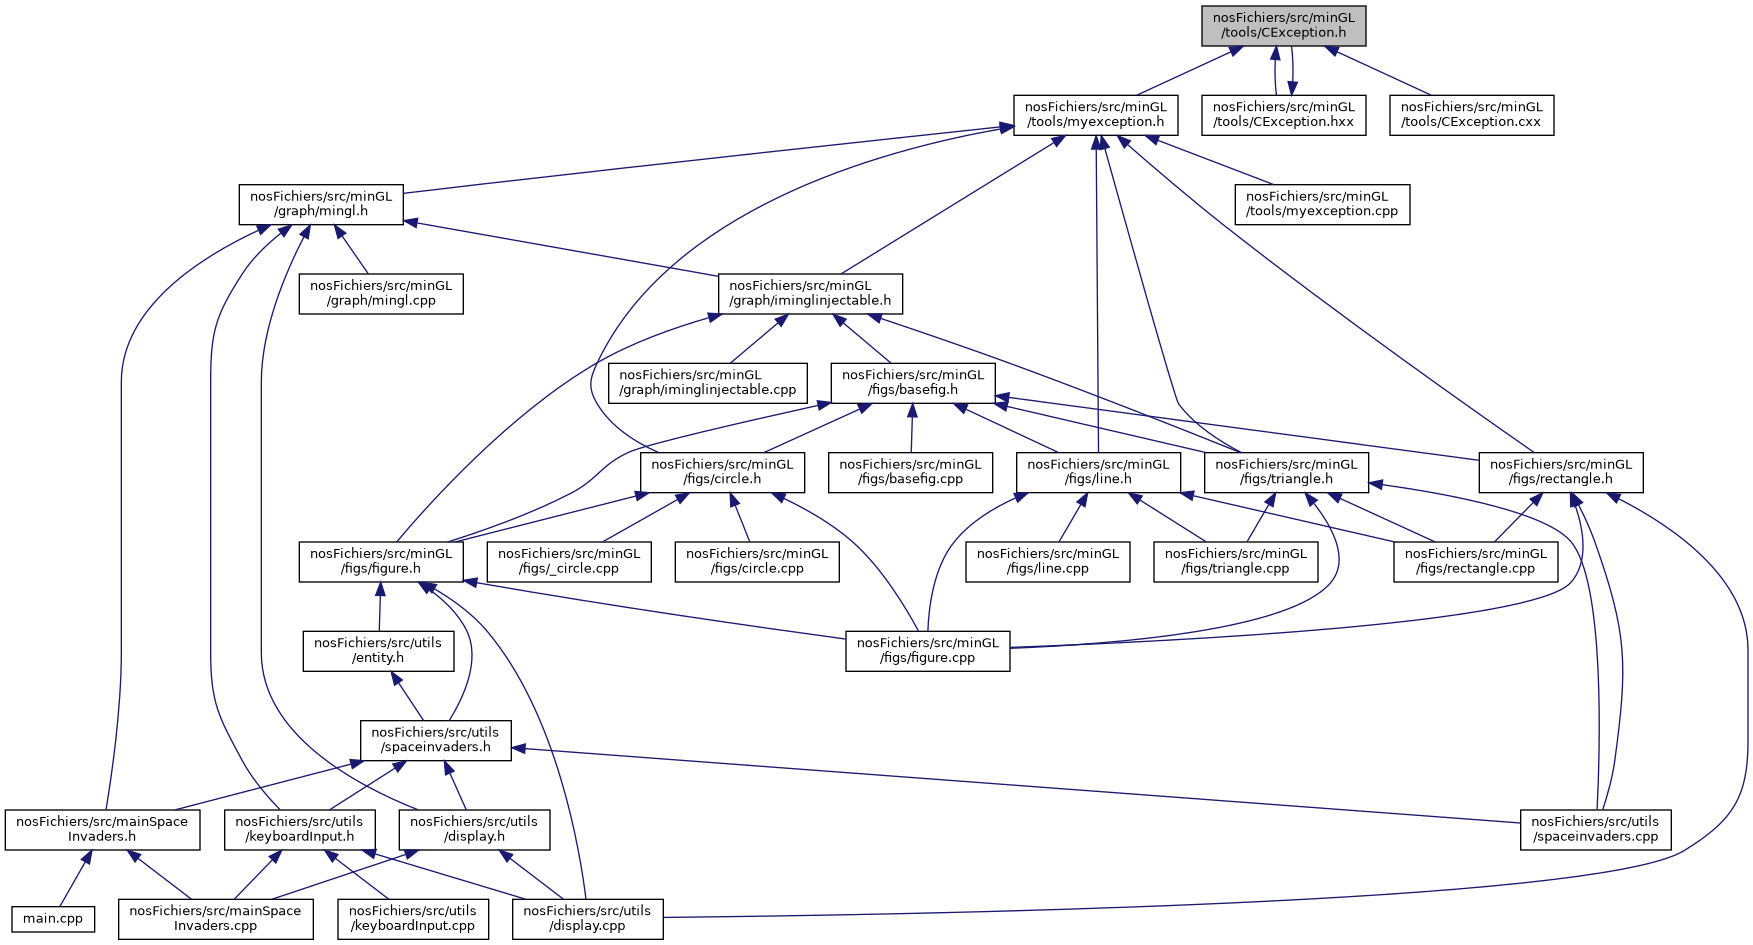 nosFichiers/src/minGL
/tools/CException.h
nosFichiers/src/minGL
/tools/myexception.h
nosFichiers/src/minGL
/tools/CException.hxx
nosFichiers/src/minGL
/tools/CException.cxx
nosFichiers/src/minGL
/graph/mingl.h
nosFichiers/src/minGL
/tools/myexception.cpp
nosFichiers/src/minGL
/graph/mingl.cpp
nosFichiers/src/minGL
/graph/iminglinjectable.h
nosFichiers/src/minGL
/graph/iminglinjectable.cpp
nosFichiers/src/minGL
/figs/basefig.h
nosFichiers/src/minGL
/figs/circle.h
nosFichiers/src/minGL
/figs/basefig.cpp
nosFichiers/src/minGL
/figs/line.h
nosFichiers/src/minGL
/figs/triangle.h
nosFichiers/src/minGL
/figs/rectangle.h
nosFichiers/src/minGL
/figs/figure.h
nosFichiers/src/minGL
/figs/_circle.cpp
nosFichiers/src/minGL
/figs/circle.cpp
nosFichiers/src/minGL
/figs/line.cpp
nosFichiers/src/minGL
/figs/triangle.cpp
nosFichiers/src/minGL
/figs/rectangle.cpp
nosFichiers/src/utils
/entity.h
nosFichiers/src/minGL
/figs/figure.cpp
nosFichiers/src/utils
/spaceinvaders.h
nosFichiers/src/mainSpace
Invaders.h
nosFichiers/src/utils
/keyboardInput.h
nosFichiers/src/utils
/display.h
nosFichiers/src/utils
/spaceinvaders.cpp
main.cpp
nosFichiers/src/mainSpace
Invaders.cpp
nosFichiers/src/utils
/keyboardInput.cpp
nosFichiers/src/utils
/display.cpp